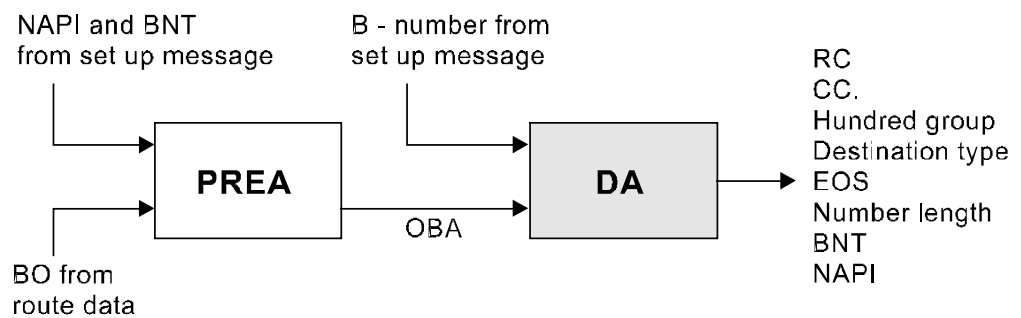 NAPI and BNT
from set up message
B - number from
set up message
PREA
DA
OBA
BO from
route data
RC
CC.
Hundred group
Destination type
EOS
Number length
BNT
NAPI